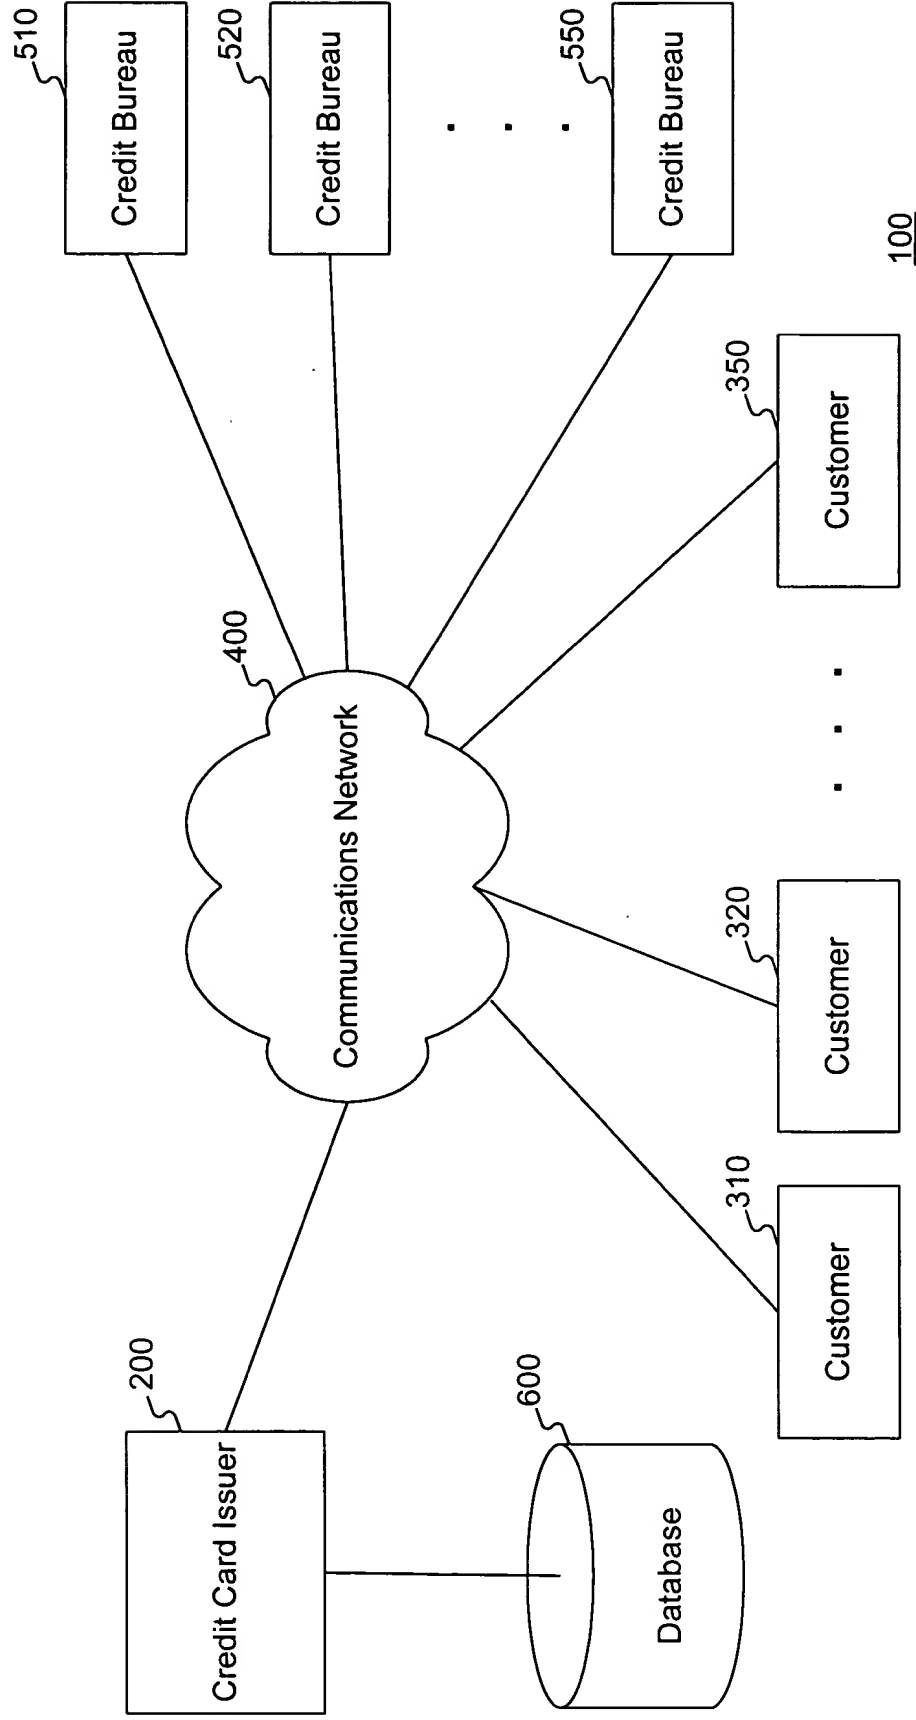 200
Credit Card Issuer
600
Database
400
Communications Network
510
Credit Bureau
520
Credit Bureau
. . .
550
Credit Bureau
310
Customer
320
Customer
. . .
350
Customer
100